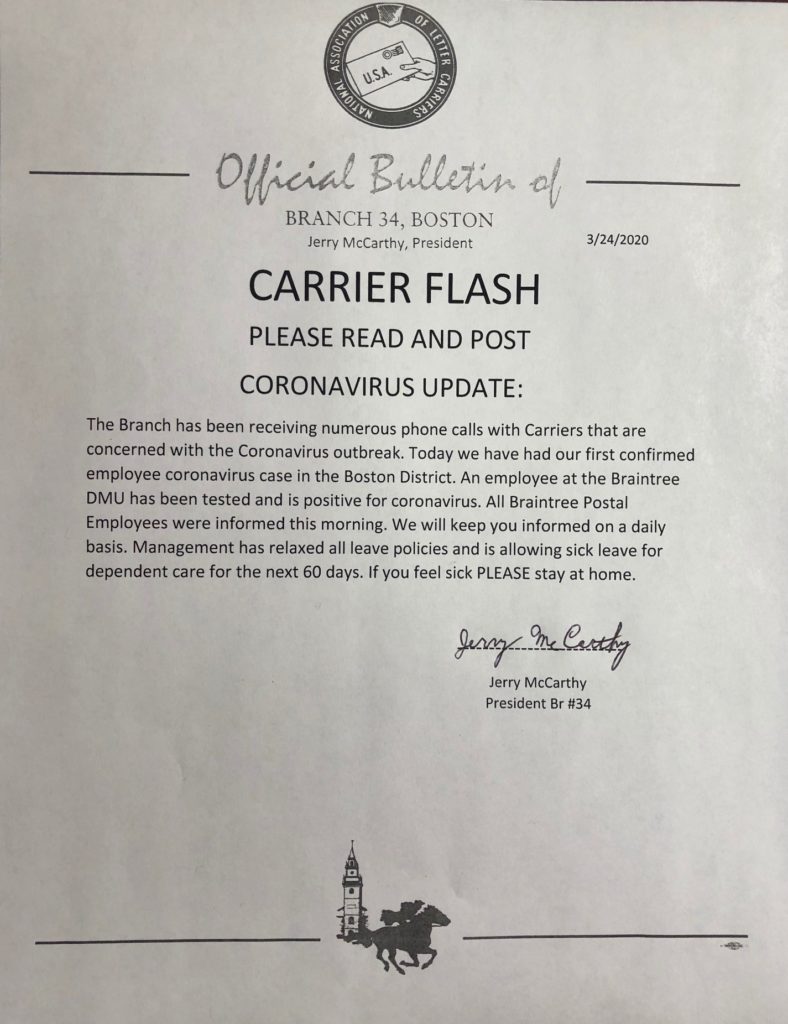 NATIONAL ASSOCIATION OF LETTER CARRIERS
U.S.A.
Official Bulletin of
BRANCH 34, BOSTON
Jerry McCarthy, President
3/24/2020
CARRIER FLASH
PLEASE READ AND POST
CORONAVIRUS UPDATE:
The Branch has been receiving numerous phone calls with Carriers that are
concerned with the Coronavirus outbreak. Today we have had our first confirmed
employee coronavirus case in the Boston District. An employee at the Braintree
DMU has been tested and is positive for coronavirus. All Braintree Postal
Employees were informed this morning. We will keep you informed on a daily
basis. Management has relaxed all leave policies and is allowing sick leave for
dependent care for the next 60 days. If you feel sick PLEASE stay at home.
Jerry McCarthy
Jerry McCarthy
President Br #34